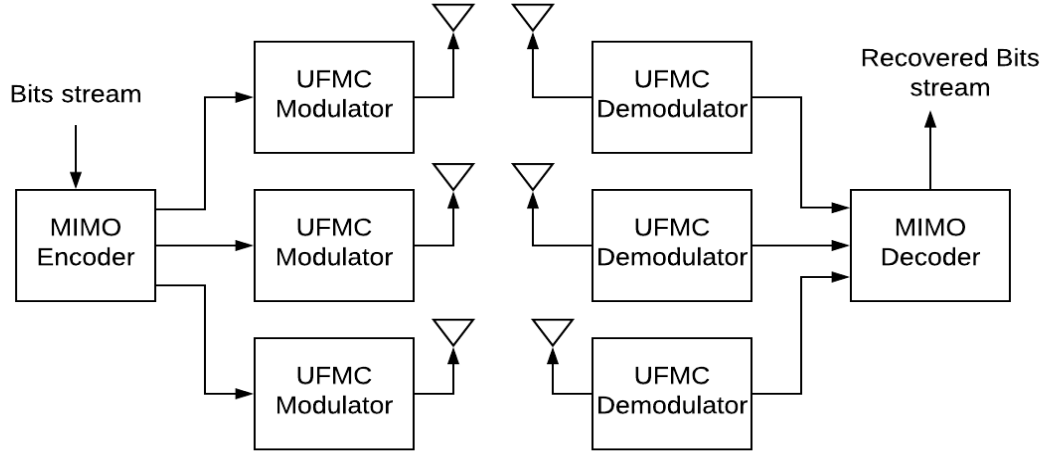 Bits stream
MIMO
Encoder
UFMC
Modulator
UFMC
Modulator
UFMC
Modulator
UFMC
Demodulator
UFMC
Demodulator
UFMC
Demodulator
MIMO
Decoder
Recovered Bits
stream